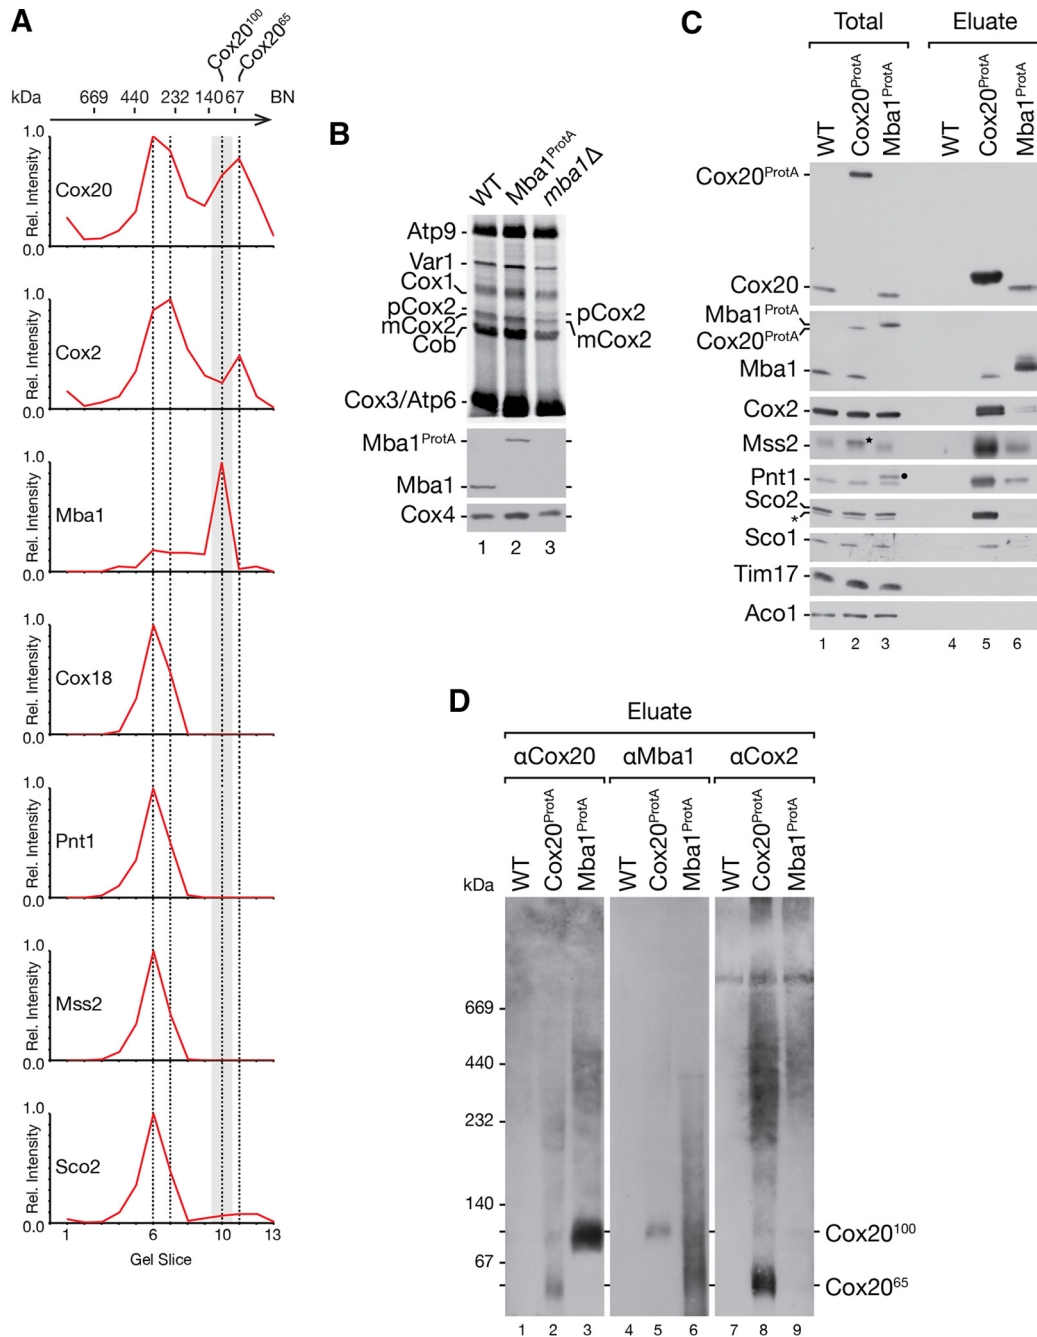 A
Cox20¹⁰⁰
Cox20⁶⁵
kDa 669 440 232 140 67 BN
1.0
Rel. Intensity
Cox20
0.0
1.0
Rel. Intensity
Cox2
0.0
1.0
Rel. Intensity
Mba1
0.0
1.0
Rel. Intensity
Cox18
0.0
1.0
Rel. Intensity
Pnt1
0.0
1.0
Rel. Intensity
Mss2
0.0
1.0
Rel. Intensity
Sco2
0.0
1 6 10 13
Gel Slice
B
WT
Mba1ᴾʳᵒᵗᴬ
mba1Δ
Atp9
Var1
Cox1
pCox2 pCox2
mCox2 mCox2
Cob
Cox3/Atp6
Mba1ᴾʳᵒᵗᴬ
Mba1
Cox4
1 2 3
C
Total Eluate
WT Cox20ᴾʳᵒᵗᴬ Mba1ᴾʳᵒᵗᴬ WT Cox20ᴾʳᵒᵗᴬ Mba1ᴾʳᵒᵗᴬ
Cox20ᴾʳᵒᵗᴬ
Cox20
Mba1ᴾʳᵒᵗᴬ
Cox20ᴾʳᵒᵗᴬ
Mba1
Cox2
Mss2 ★
Pnt1 •
Sco2
*
Sco1
Tim17
Aco1
1 2 3 4 5 6
D
Eluate
αCox20 αMba1 αCox2
WT Cox20ᴾʳᵒᵗᴬ Mba1ᴾʳᵒᵗᴬ WT Cox20ᴾʳᵒᵗᴬ Mba1ᴾʳᵒᵗᴬ WT Cox20ᴾʳᵒᵗᴬ Mba1ᴾʳᵒᵗᴬ
kDa
669
440
232
140
Cox20¹⁰⁰
67
Cox20⁶⁵
1 2 3 4 5 6 7 8 9